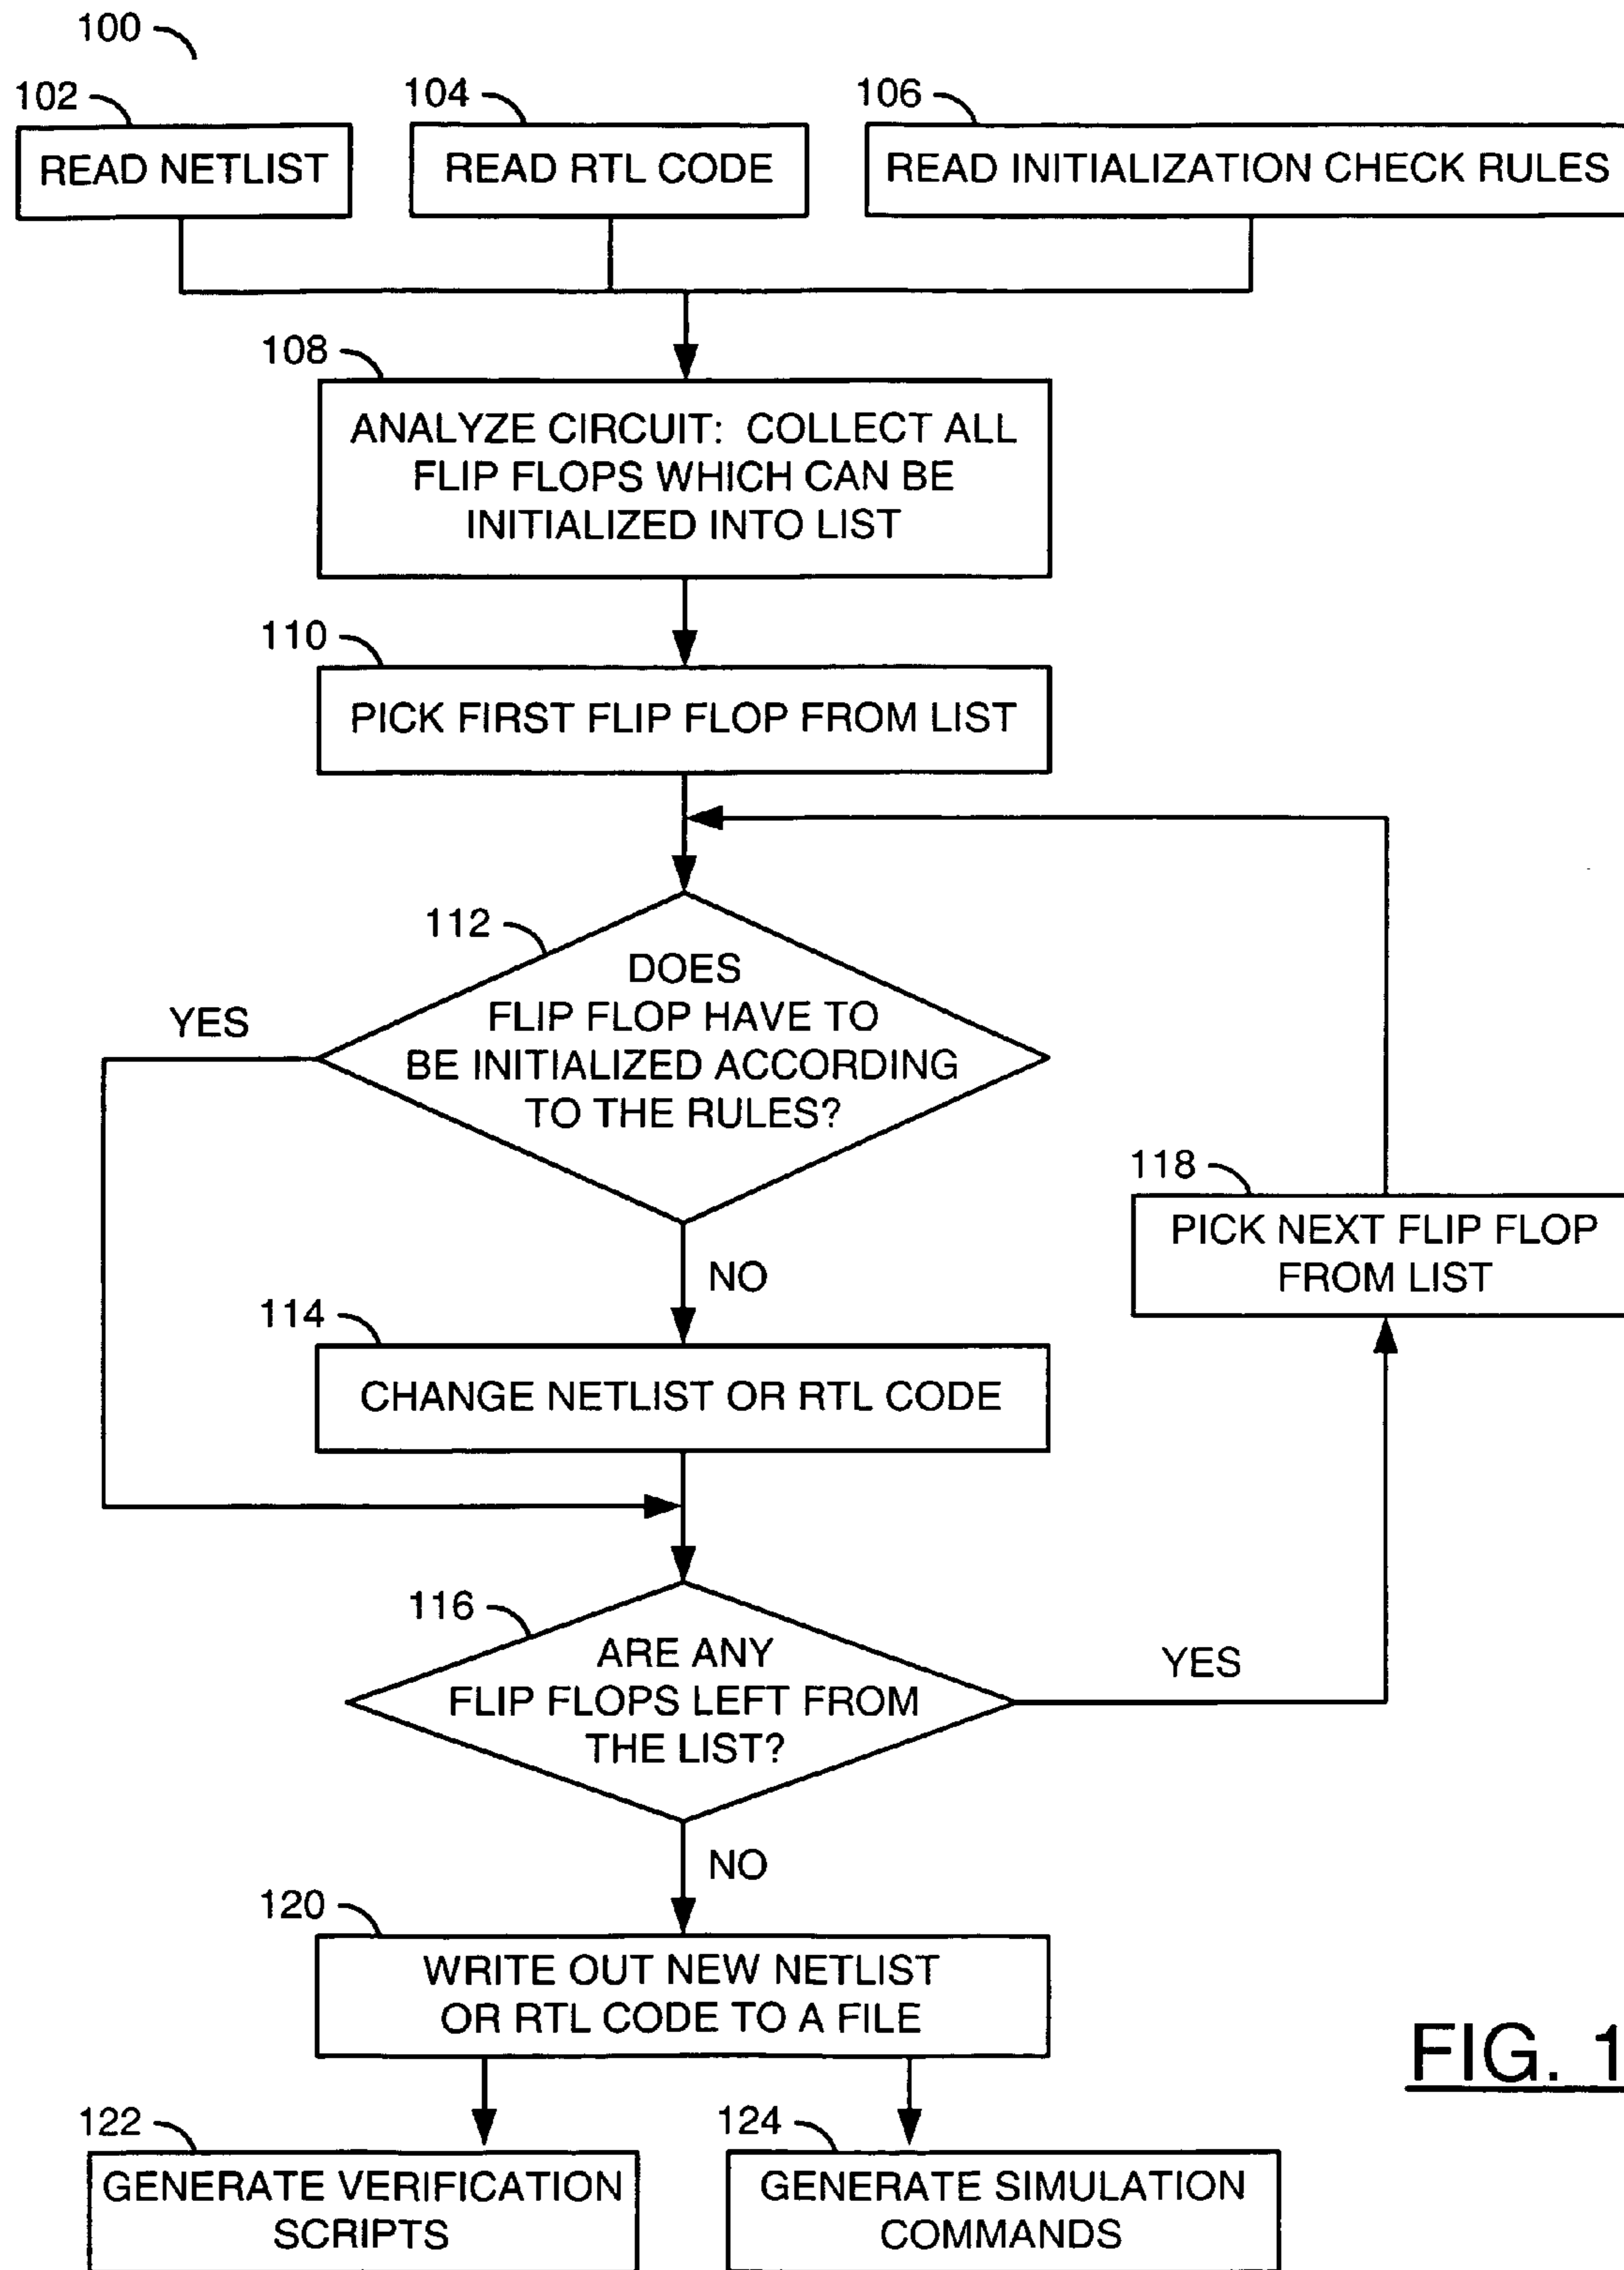 100
102
104
106
READ NETLIST
READ RTL CODE
READ INITIALIZATION CHECK RULES
108
ANALYZE CIRCUIT: COLLECT ALL
FLIP FLOPS WHICH CAN BE
INITIALIZED INTO LIST
110
PICK FIRST FLIP FLOP FROM LIST
112
DOES
FLIP FLOP HAVE TO
BE INITIALIZED ACCORDING
TO THE RULES?
YES
NO
118
PICK NEXT FLIP FLOP
FROM LIST
114
CHANGE NETLIST OR RTL CODE
116
ARE ANY
FLIP FLOPS LEFT FROM
THE LIST?
YES
NO
120
WRITE OUT NEW NETLIST
OR RTL CODE TO A FILE
FIG. 1
122
GENERATE VERIFICATION
SCRIPTS
124
GENERATE SIMULATION
COMMANDS